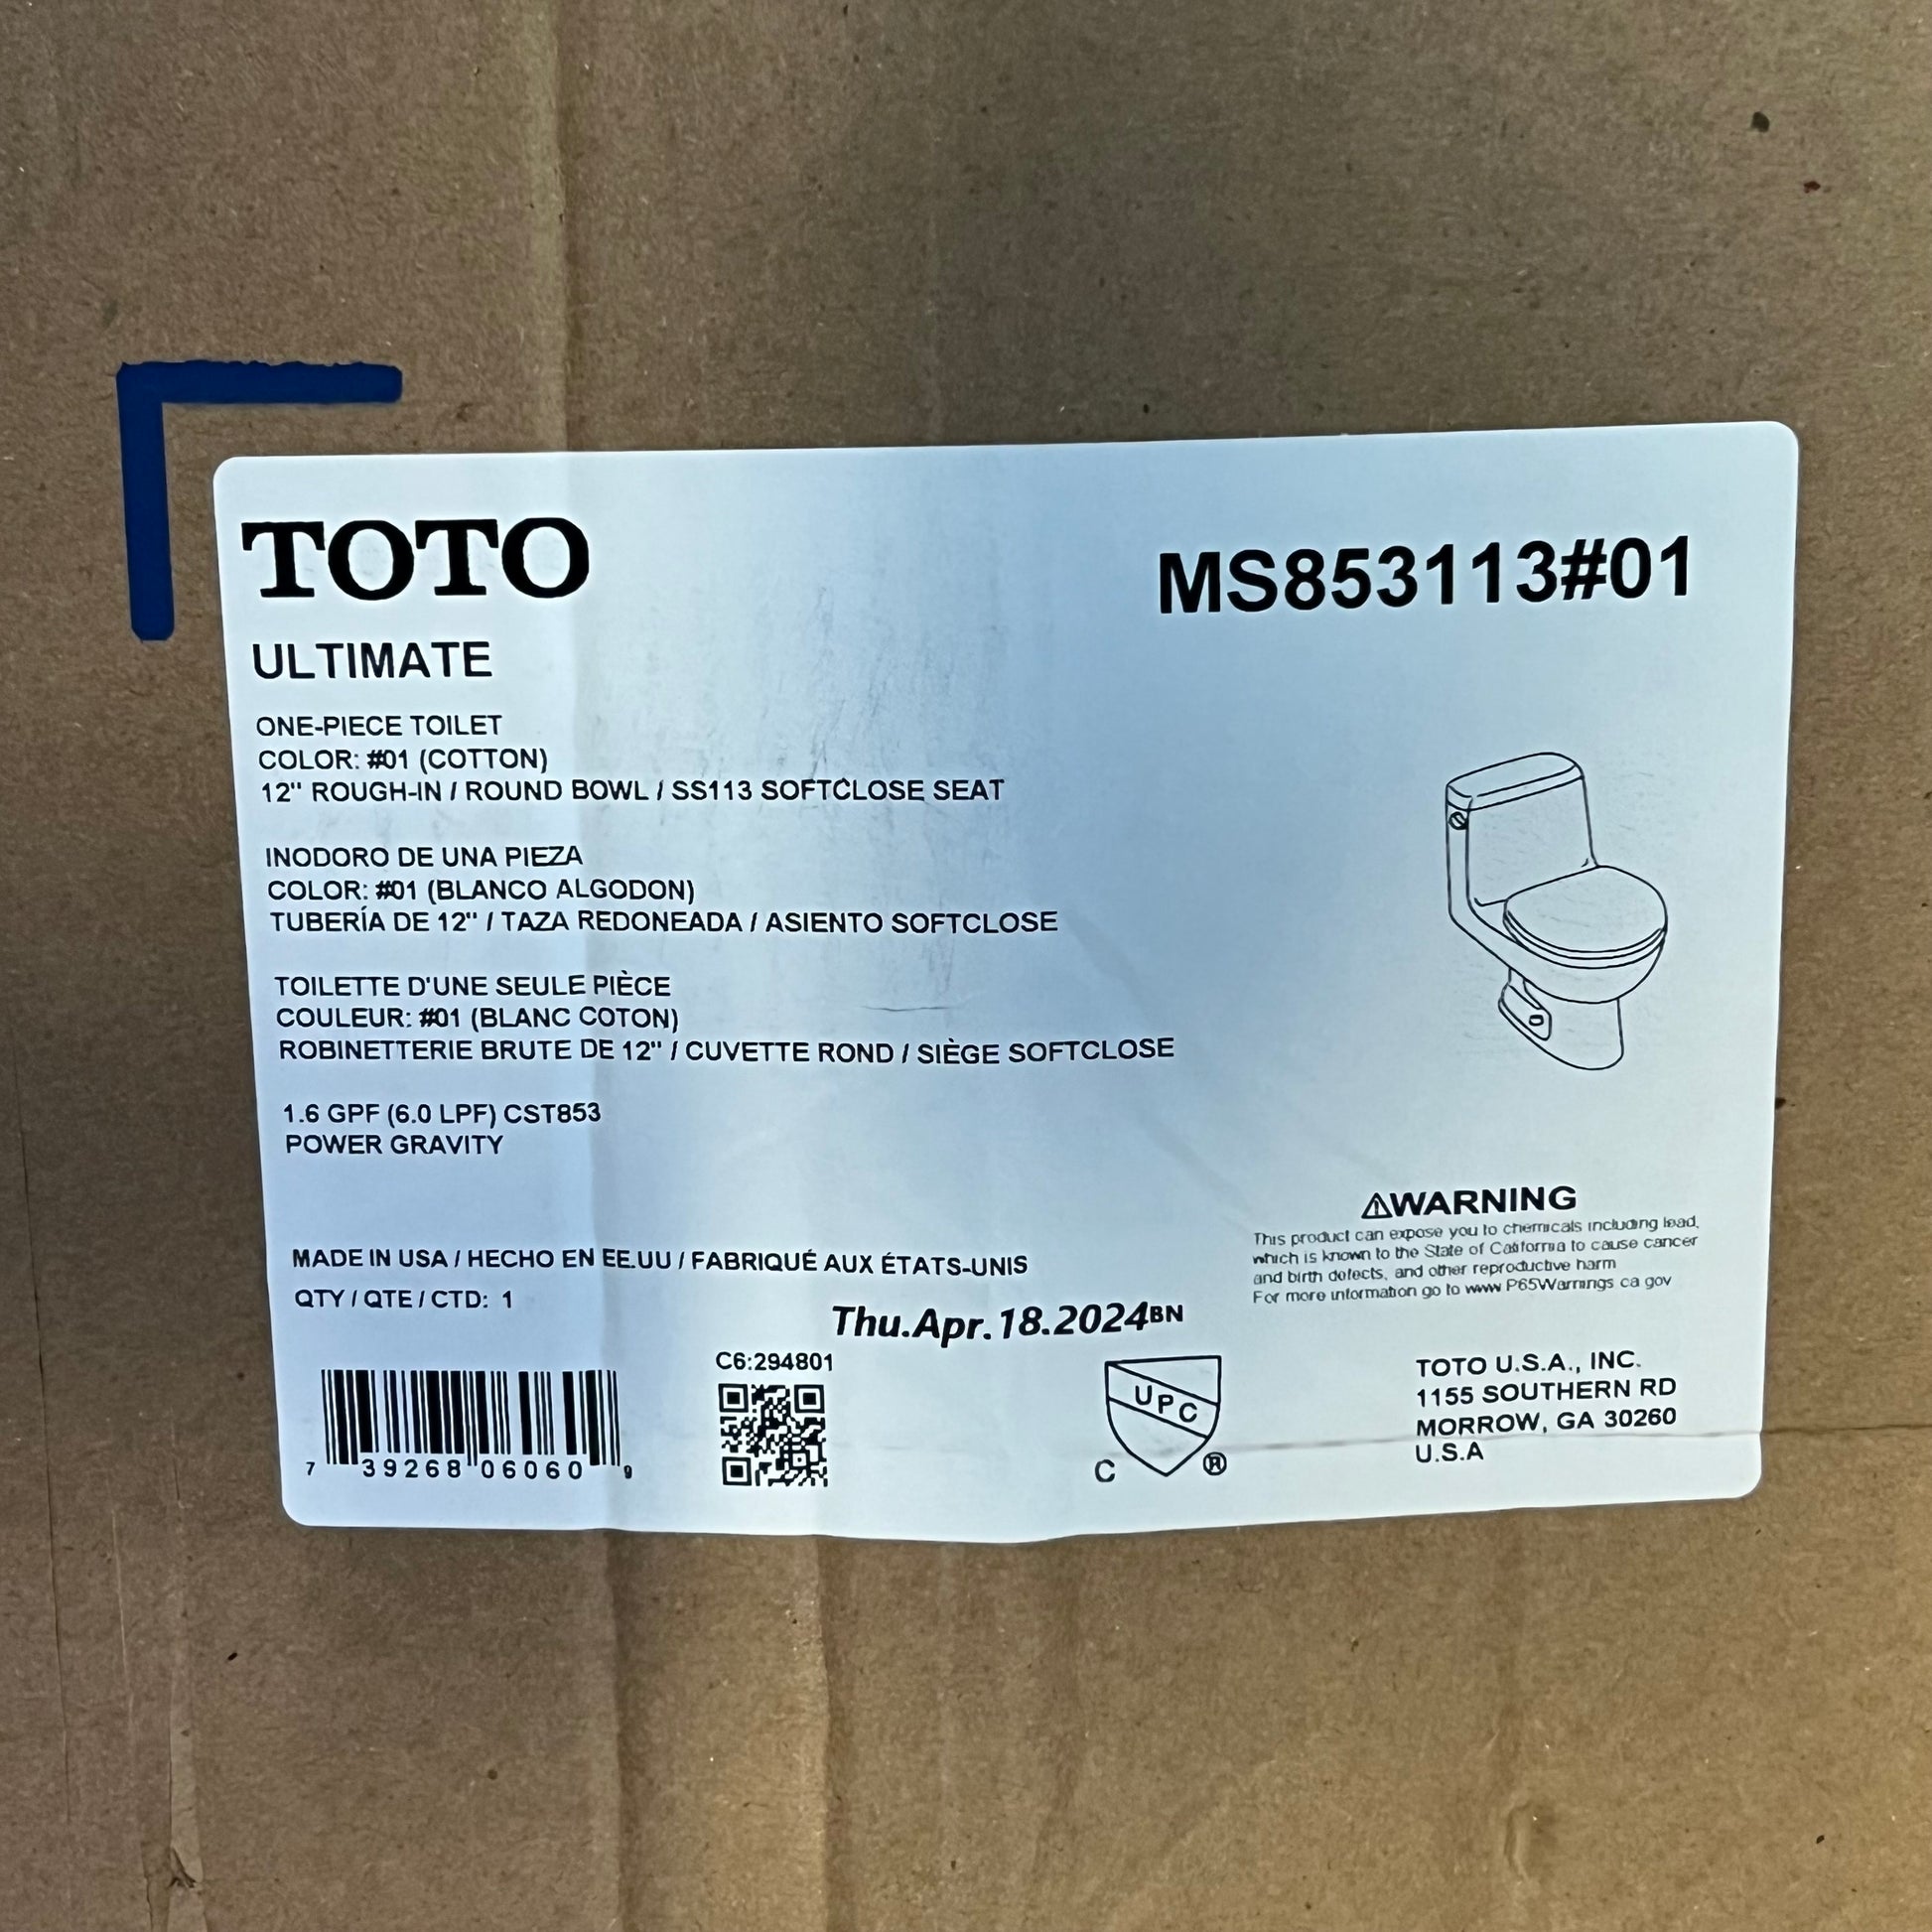 TOTO
MS853113#01
ULTIMATE
ONE-PIECE TOILET
COLOR: #01 (COTTON)
12" ROUGH-IN / ROUND BOWL / SS113 SOFTCLOSE SEAT
INODORO DE UNA PIEZA
COLOR: #01 (BLANCO ALGODON)
TUBERÍA DE 12" / TAZA REDONEADA / ASIENTO SOFTCLOSE
TOILETTE D'UNE SEULE PIÈCE
COULEUR: #01 (BLANC COTON)
ROBINETTERIE BRUTE DE 12" / CUVETTE ROND / SIÈGE SOFTCLOSE
1.6 GPF (6.0 LPF) CST853
POWER GRAVITY
⚠WARNING
This product can expose you to chemicals including lead,
which is known to the State of California to cause cancer
and birth defects, and other reproductive harm
For more information go to www P65Warnings ca gov
MADE IN USA / HECHO EN EE.UU / FABRIQUÉ AUX ÉTATS-UNIS
QTY / QTE / CTD: 1
Thu.Apr.18.2024BN
C6:294801
7 39268 06060 9
UPC
C ®
TOTO U.S.A., INC.
1155 SOUTHERN RD
MORROW, GA 30260
U.S.A